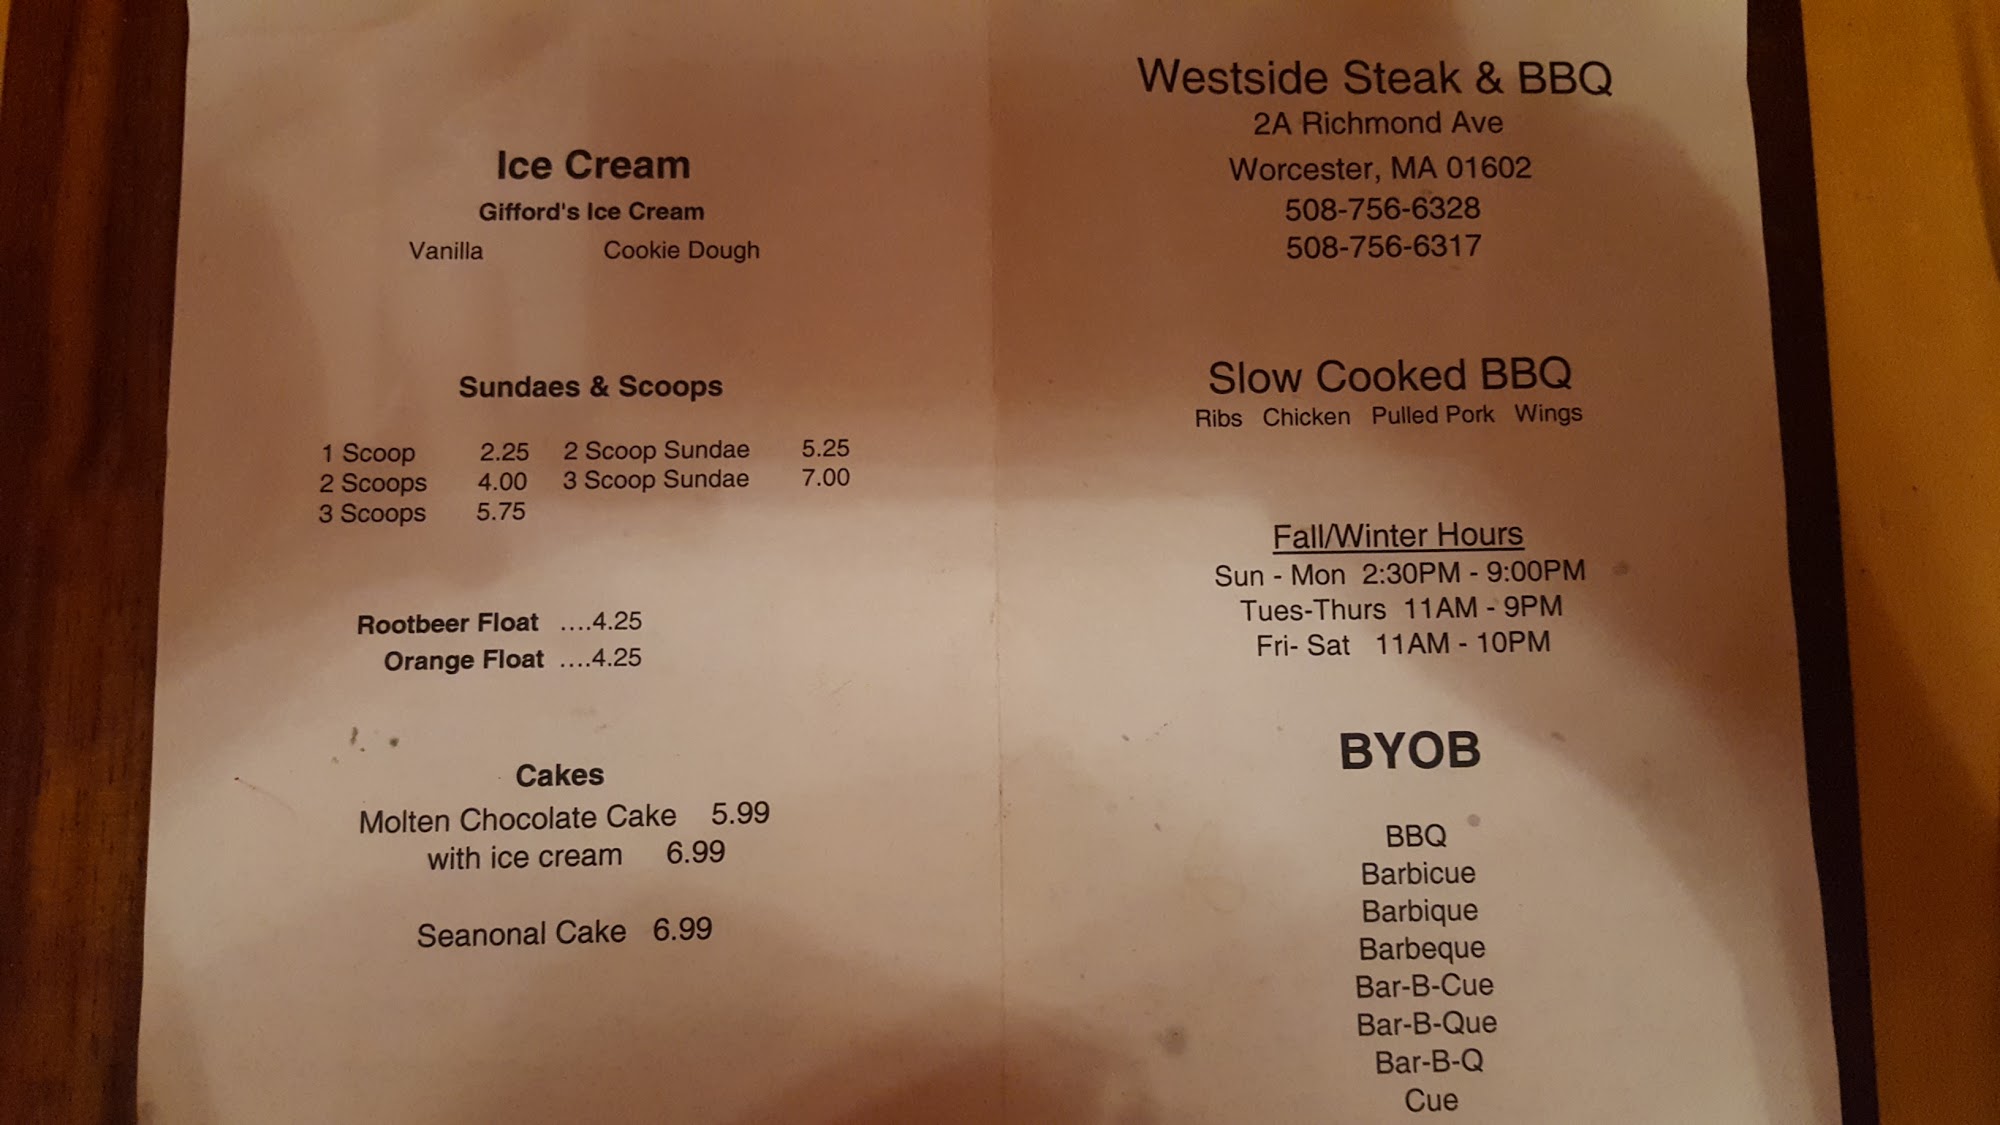 Ice Cream
Gifford's Ice Cream
Vanilla Cookie Dough
Sundaes & Scoops
1 Scoop 2.25 2 Scoop Sundae 5.25
2 Scoops 4.00 3 Scoop Sundae 7.00
3 Scoops 5.75
Rootbeer Float ....4.25
Orange Float ....4.25
Cakes
Molten Chocolate Cake 5.99
with ice cream 6.99
Seanonal Cake 6.99
Westside Steak & BBQ
2A Richmond Ave
Worcester, MA 01602
508-756-6328
508-756-6317
Slow Cooked BBQ
Ribs Chicken Pulled Pork Wings
Fall/Winter Hours
Sun - Mon 2:30PM - 9:00PM
Tues-Thurs 11AM - 9PM
Fri- Sat 11AM - 10PM
BYOB
BBQ
Barbicue
Barbique
Barbeque
Bar-B-Cue
Bar-B-Que
Bar-B-Q
Cue